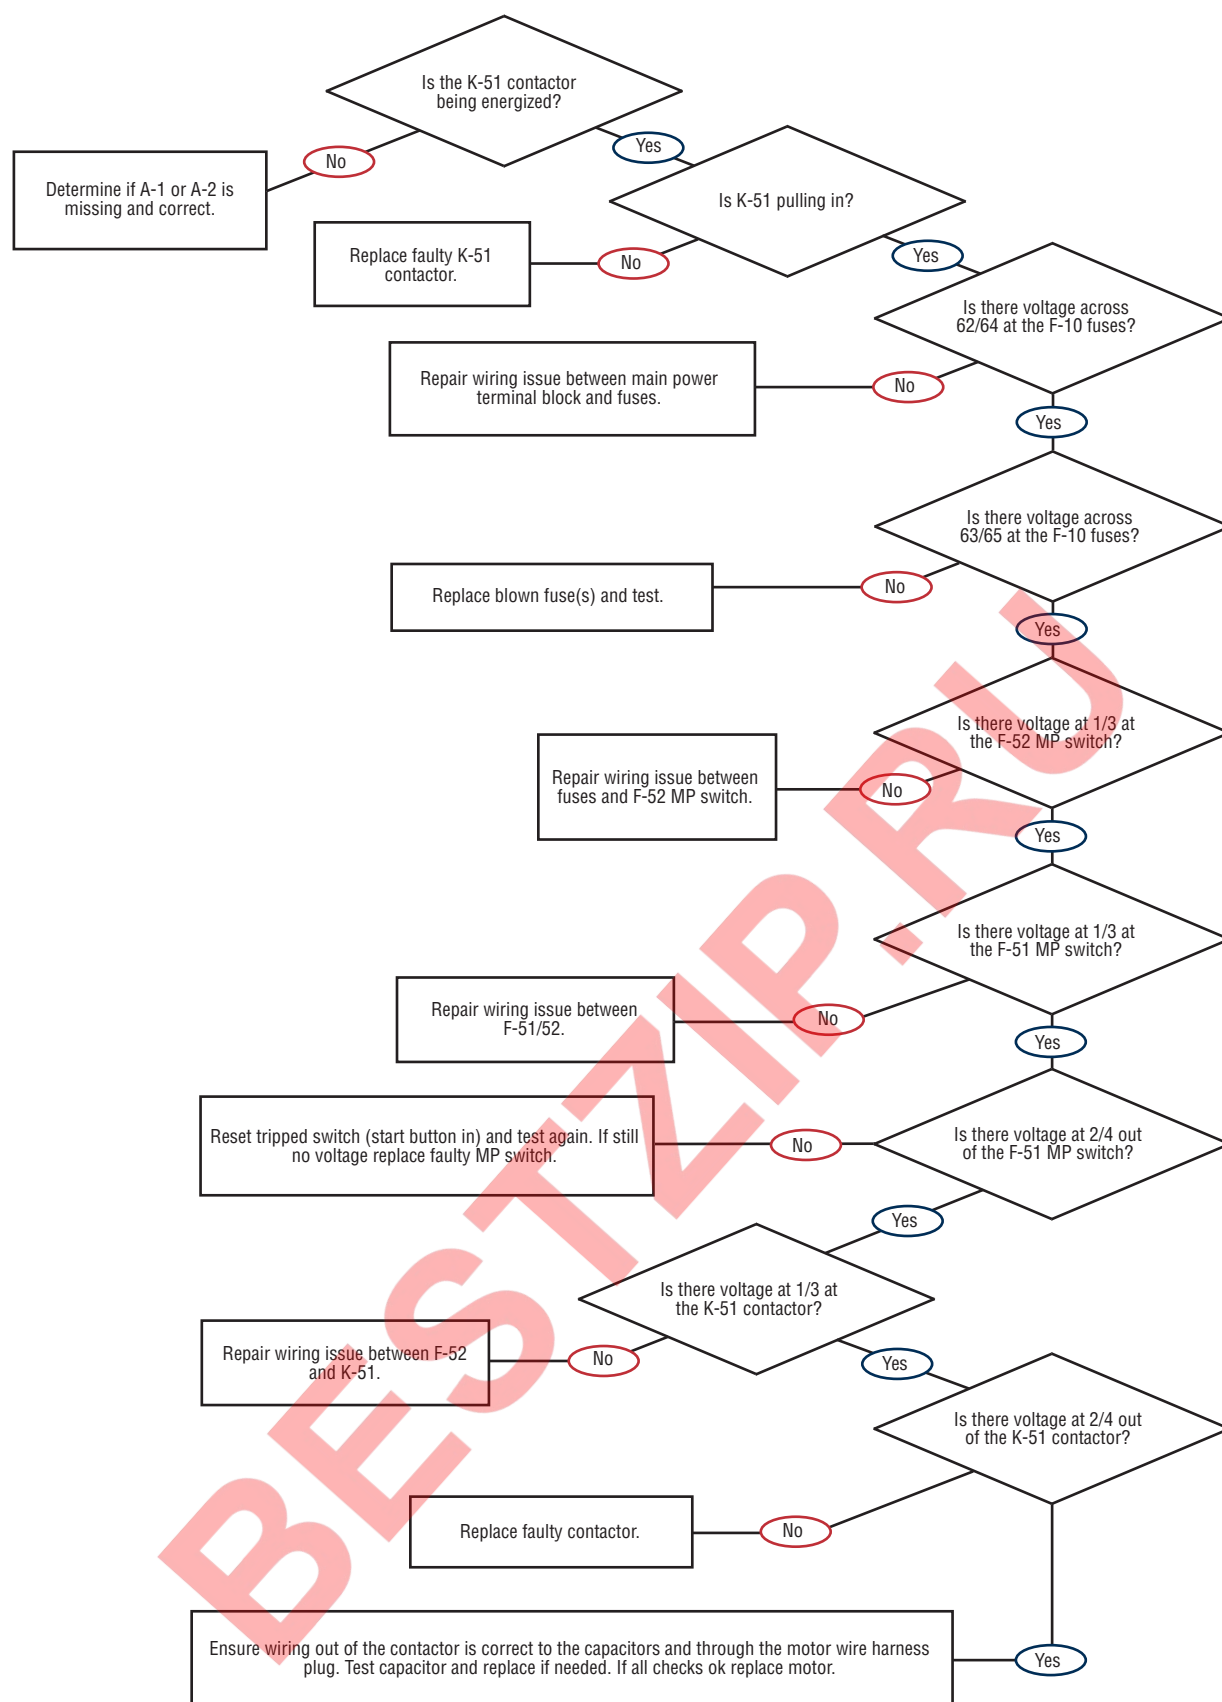 Is the K-51 contactor
being energized?
No
Yes
Determine if A-1 or A-2 is
missing and correct.
Is K-51 pulling in?
Replace faulty K-51
contactor.
No
Yes
Is there voltage across
62/64 at the F-10 fuses?
Repair wiring issue between main power
terminal block and fuses.
No
Yes
Is there voltage across
63/65 at the F-10 fuses?
Replace blown fuse(s) and test.
No
Yes
Is there voltage at 1/3 at
the F-52 MP switch?
Repair wiring issue between
fuses and F-52 MP switch.
No
Yes
Is there voltage at 1/3 at
the F-51 MP switch?
Repair wiring issue between
F-51/52.
No
Yes
Reset tripped switch (start button in) and test again. If still
no voltage replace faulty MP switch.
No
Is there voltage at 2/4 out
of the F-51 MP switch?
Yes
Is there voltage at 1/3 at
the K-51 contactor?
Repair wiring issue between F-52
and K-51.
No
Yes
Is there voltage at 2/4 out
of the K-51 contactor?
Replace faulty contactor.
No
Ensure wiring out of the contactor is correct to the capacitors and through the motor wire harness
plug. Test capacitor and replace if needed. If all checks ok replace motor.
Yes
BESTZIP.RU